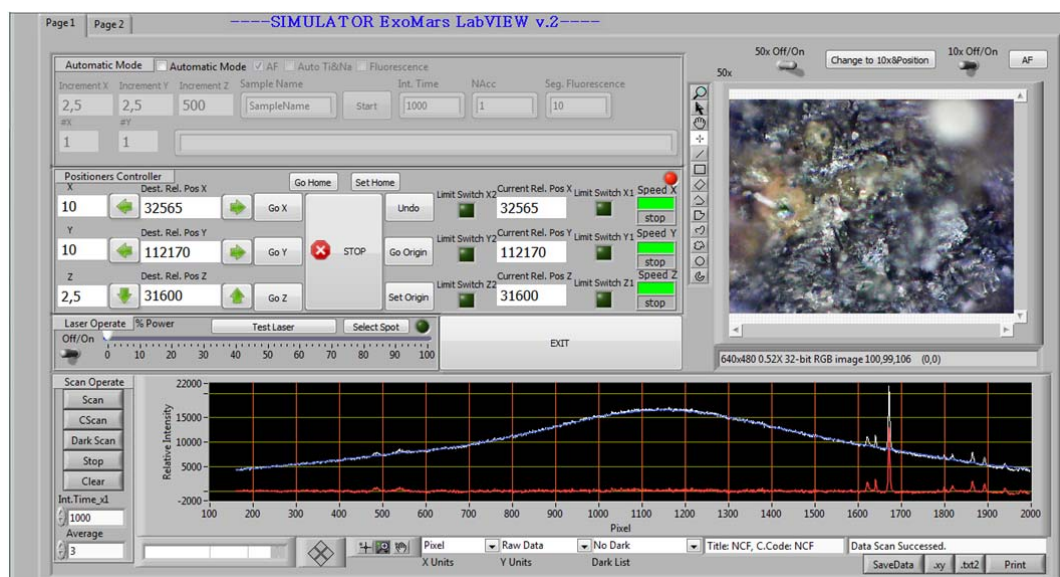 ----SIMULATOR ExoMars LabVIEW v.2----
Page1 Page 2
Automatic Mode Automatic Mode AF Auto Ti&Na Fluorescence
Increment X Increment Y Increment Z Sample Name Int. Time NAcc Seg. Fluorescence
2,5 2,5 500 SampleName Start 1000 1 10
#X #Y
1 1
50x Off/On Change to 10x&Position 10x Off/On AF
50x
Positioners Controller Go Home Set Home
X Dest. Rel. Pos X Limit Switch X2 Current Rel. Pos X Limit Switch X1 Speed X
10 32565 Go X Undo 32565 stop
Y Dest. Rel. Pos Y Limit Switch Y2 Current Rel. Pos Y Limit Switch Y1 Speed Y
10 112170 Go Y STOP Go Origin 112170 stop
Z Dest. Rel. Pos Z Limit Switch Z2 Current Rel. Pos Z Limit Switch Z1 Speed Z
2,5 31600 Go Z Set Origin 31600 stop
Laser Operate % Power Test Laser Select Spot
Off/On
0 10 20 30 40 50 60 70 80 90 100
EXIT
640x480 0.52X 32-bit RGB image 100,99,106 (0,0)
Scan Operate
Scan
CScan
Dark Scan
Stop
Clear
Int.Time_x1
1000
Average
3
Relative Intensity
22000
15000
10000
5000
-2000
100 200 300 400 500 600 700 800 900 1000 1100 1200 1300 1400 1500 1600 1700 1800 1900 2000
Pixel
Pixel Raw Data No Dark Title: NCF, C.Code: NCF Data Scan Successed.
X Units Y Units Dark List
SaveData .xy .txt2 Print